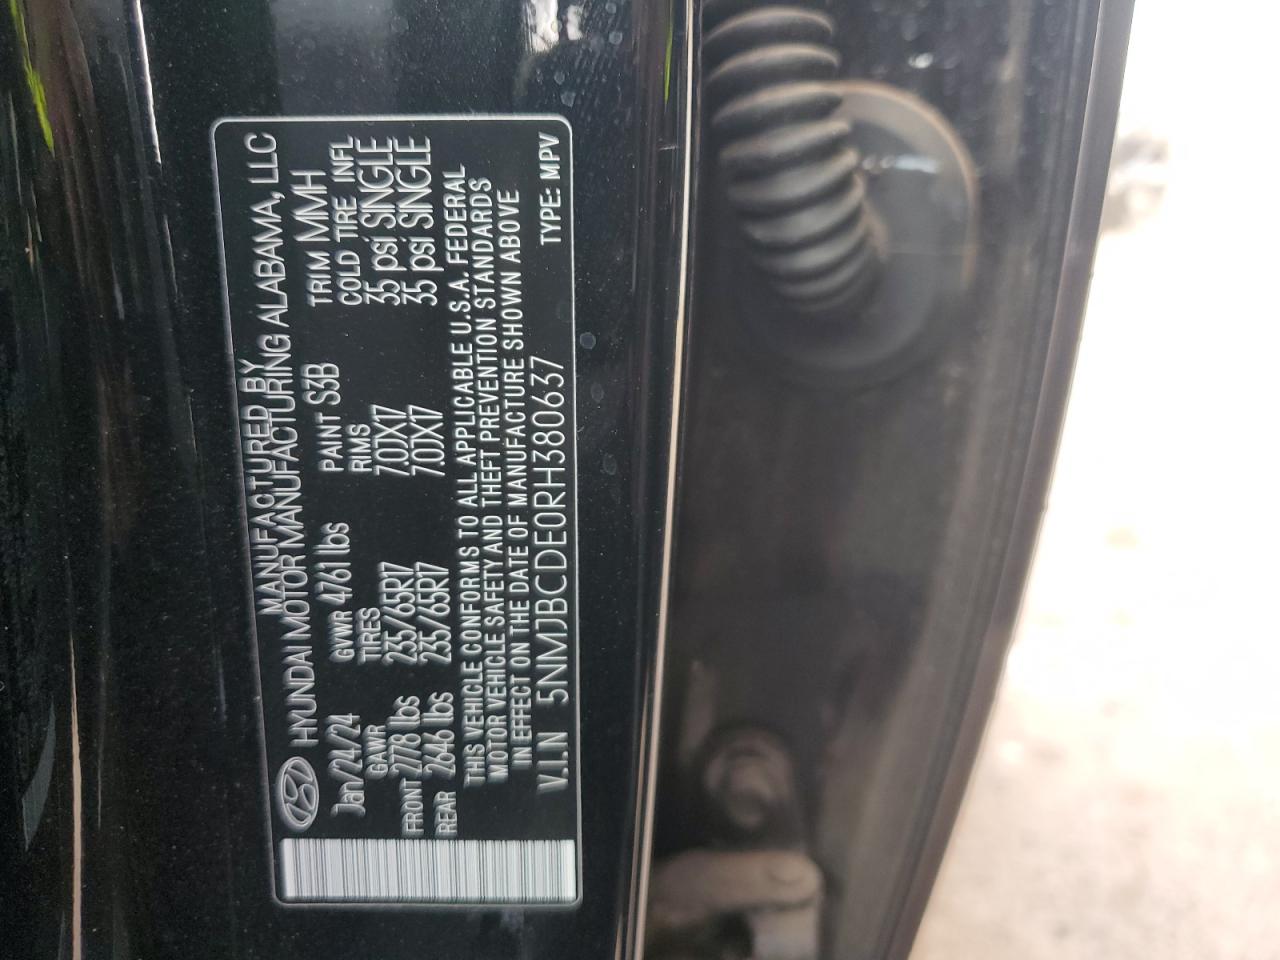 MANUFACTURED BY
HYUNDAI MOTOR MANUFACTURING ALABAMA, LLC
Jan/24/24 GVWR 4761 lbs PAINT S3B TRIM MMH
GAWR TIRES RIMS COLD TIRE INFL
FRONT 2778 lbs 235/65R17 7.0JX17 35 psi SINGLE
REAR 2646 lbs 235/65R17 7.0JX17 35 psi SINGLE
THIS VEHICLE CONFORMS TO ALL APPLICABLE U.S.A. FEDERAL
MOTOR VEHICLE SAFETY AND THEFT PREVENTION STANDARDS
IN EFFECT ON THE DATE OF MANUFACTURE SHOWN ABOVE
V.I.N 5NMJBCDE0RH380637 TYPE: MPV